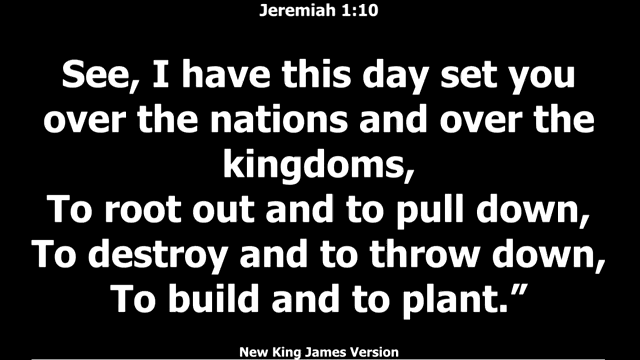 Jeremiah 1:10
See, I have this day set you
over the nations and over the
kingdoms,
To root out and to pull down,
To destroy and to throw down,
To build and to plant.”
New King James Version